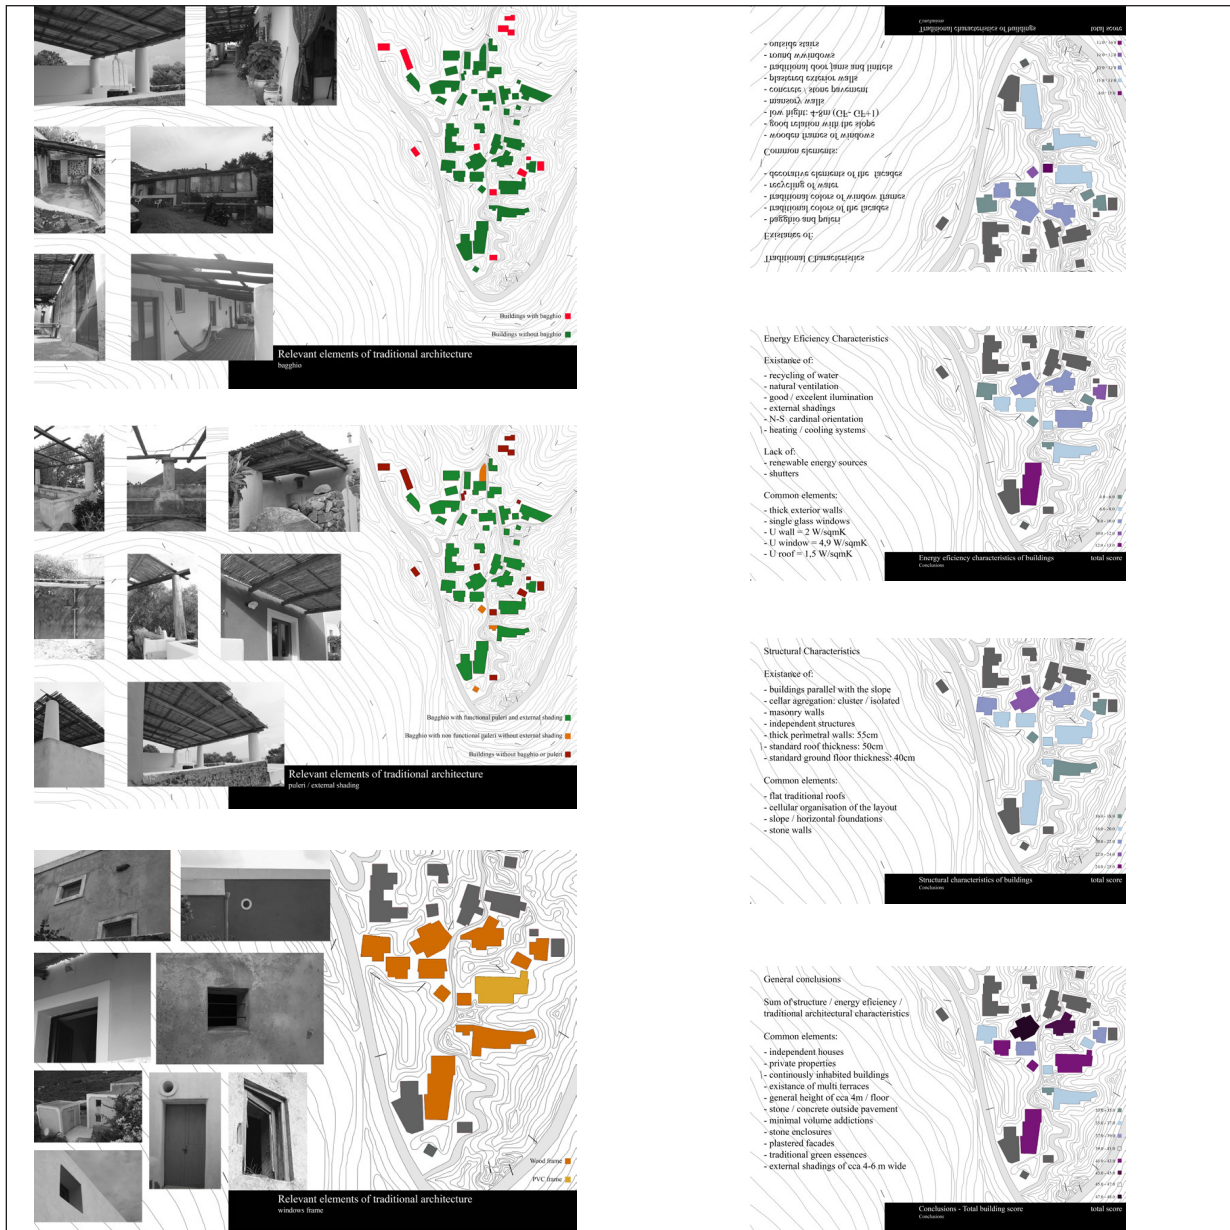 Buildings with bagghio
Buildings without bagghio
Relevant elements of traditional architecture
bagghio
Bagghio with functional puleri and external shading
Bagghio with non functional puleri without external shading
Buildings without bagghio or puleri
Relevant elements of traditional architecture
puleri / external shading
Wood frame
PVC frame
Relevant elements of traditional architecture
windows frame
Traditional Characteristics
Existance of:
- bagghio and puleri
- traditional colors of the facades
- traditional colors of window frames
- recycling of water
- decorative elements of the facades
Common elements:
- wooden frames of windows
- good relation with the slope
- low hight: 4-8m (GF- GF+1)
- mansory walls
- concrete / stone pavement
- plastered exterior walls
- traditional door jams and linttels
- round wwindows
- outside stairs
Traditional characteristics of buildings
total score
Conclusions
Energy Eficiency Characteristics
Existance of:
- recycling of water
- natural ventilation
- good / excelent ilumination
- external shadings
- N-S cardinal orientation
- heating / cooling systems
Lack of:
- renewable energy sources
- shutters
Common elements:
- thick exterior walls
- single glass windows
- U wall = 2 W/sqmK
- U window = 4,9 W/sqmK
- U roof = 1,5 W/sqmK
Energy eficiency characteristics of buildings
total score
Conclusions
Structural Characteristics
Existance of:
- buildings parallel with the slope
- cellar agregation: cluster / isolated
- masonry walls
- independent structures
- thick perimetral walls: 55cm
- standard roof thickness: 50cm
- standard ground floor thickness: 40cm
Common elements:
- flat traditional roofs
- cellular organisation of the layout
- slope / horizontal foundations
- stone walls
Structural characteristics of buildings
total score
Conclusions
General conclusions
Sum of structure / energy eficiency /
traditional architectural characteristics
Common elements:
- independent houses
- private properties
- continously inhabited buildings
- existance of multi terraces
- general height of cca 4m / floor
- stone / concrete outside pavement
- minimal volume addictions
- stone enclosures
- plastered facades
- traditional green essences
- external shadings of cca 4-6 m wide
Conclusions - Total building score
total score
Conclusions